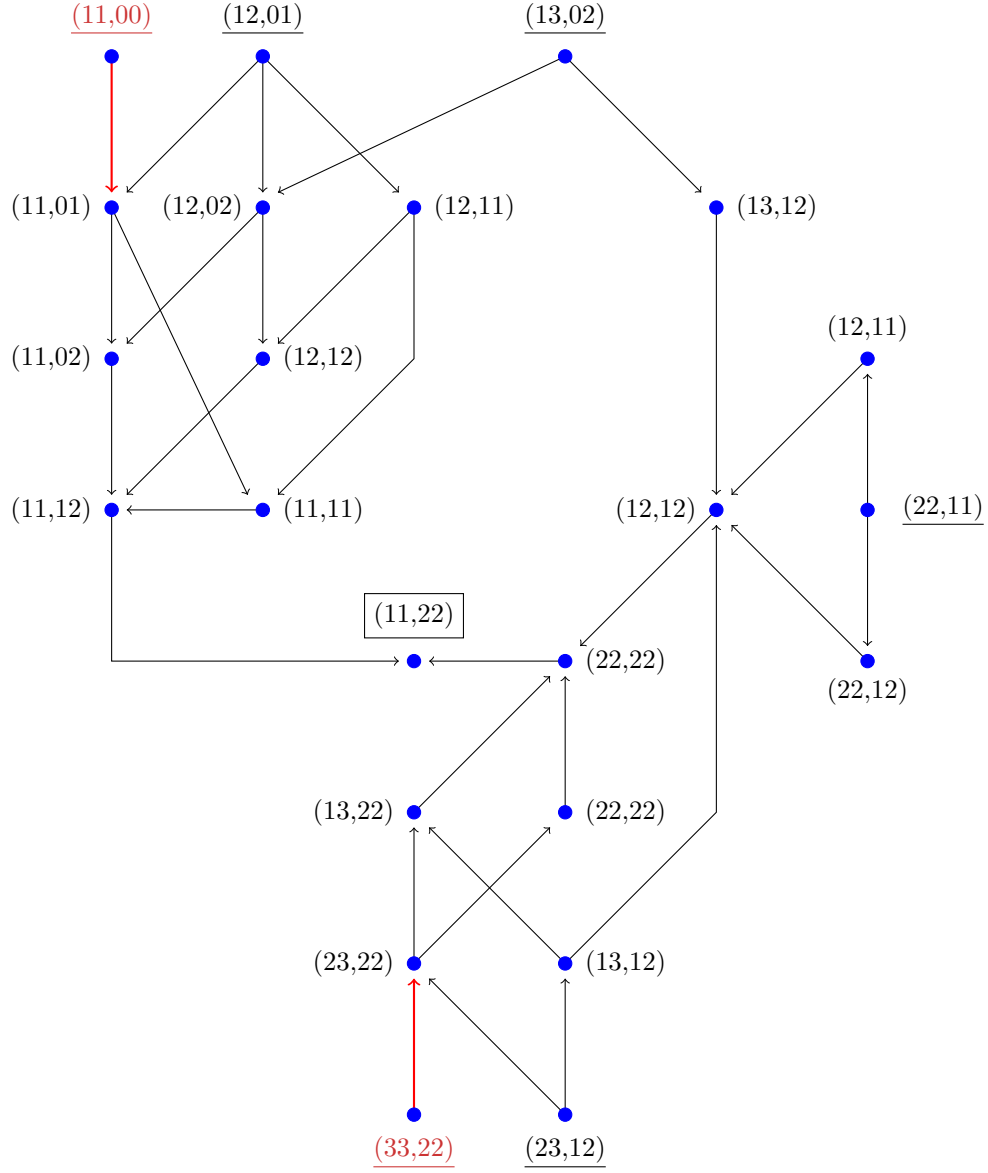 (11,00) (12,01) (13,02)
(11,01) (12,02) (12,11) (13,12)
(12,11)
(11,02) (12,12)
(11,12) (11,11) (12,12) (22,11)
(11,22)
(22,22)
(22,12)
(13,22) (22,22)
(23,22) (13,12)
(33,22) (23,12)